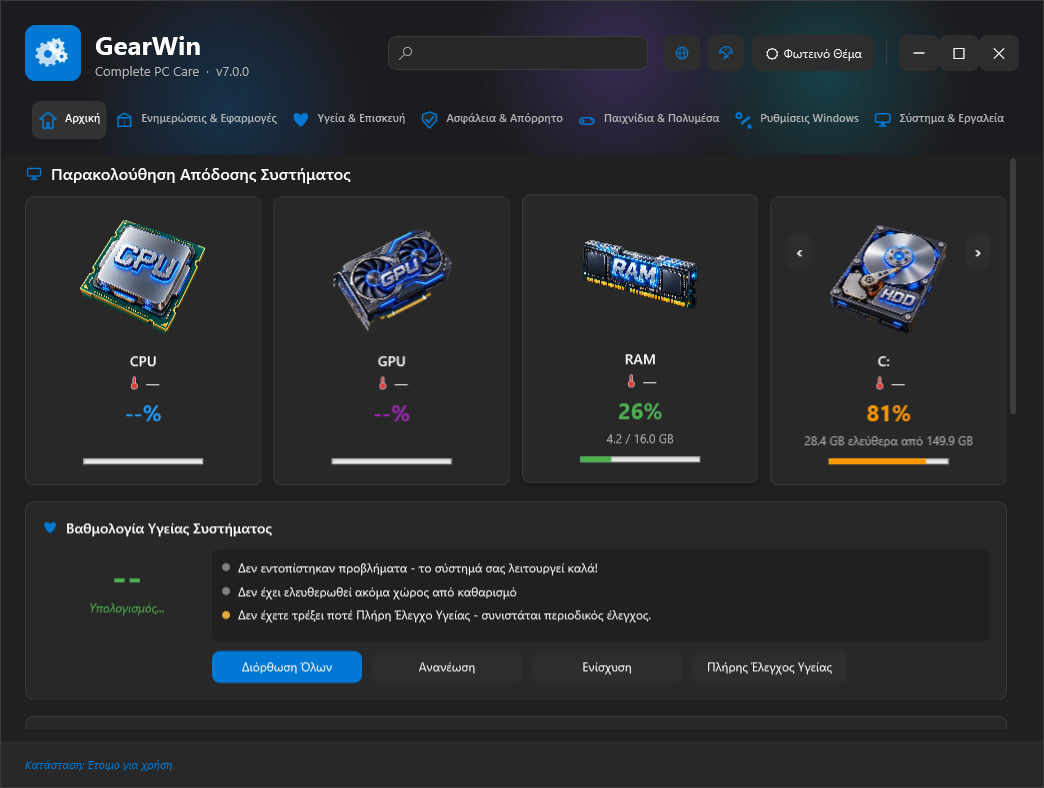 GearWin
Complete PC Care · v7.0.0
Φωτεινό Θέμα
Αρχική
Ενημερώσεις & Εφαρμογές
Υγεία & Επισκευή
Ασφάλεια & Απόρρητο
Παιχνίδια & Πολυμέσα
Ρυθμίσεις Windows
Σύστημα & Εργαλεία
Παρακολούθηση Απόδοσης Συστήματος
CPU
CPU
—
--%
GPU
GPU
—
--%
RAM
RAM
—
26%
4.2 / 16.0 GB
HDD
C:
—
81%
28.4 GB ελεύθερα από 149.9 GB
Βαθμολογία Υγείας Συστήματος
--
Υπολογισμός...
Δεν εντοπίστηκαν προβλήματα - το σύστημά σας λειτουργεί καλά!
Δεν έχει ελευθερωθεί ακόμα χώρος από καθαρισμό
Δεν έχετε τρέξει ποτέ Πλήρη Έλεγχο Υγείας - συνιστάται περιοδικός έλεγχος.
Διόρθωση Όλων
Ανανέωση
Ενίσχυση
Πλήρης Έλεγχος Υγείας
Κατάσταση: Έτοιμο για χρήση